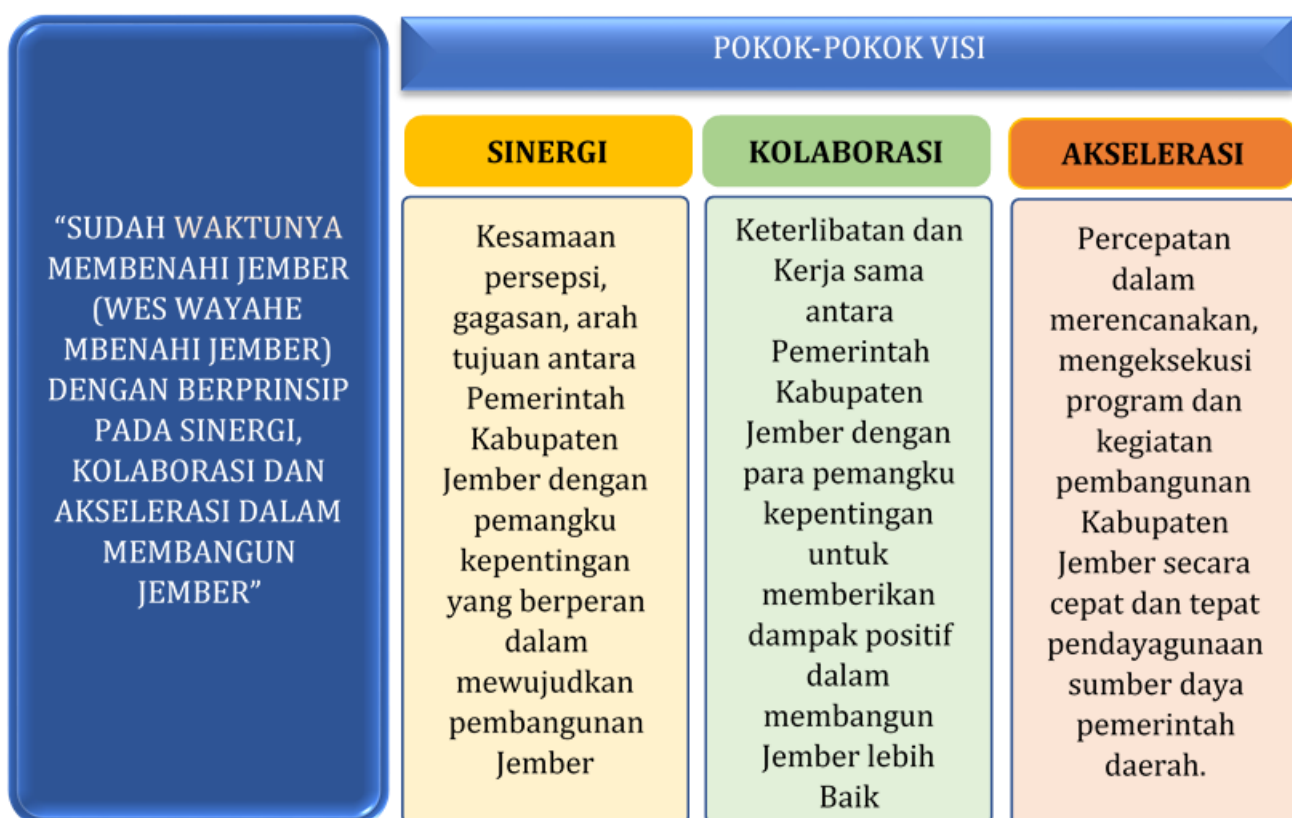 “SUDAH WAKTUNYA
MEMBENAHI JEMBER
(WES WAYAHE
MBENAHI JEMBER)
DENGAN BERPRINSIP
PADA SINERGI,
KOLABORASI DAN
AKSELERASI DALAM
MEMBANGUN
JEMBER”
POKOK-POKOK VISI
SINERGI
Kesamaan
persepsi,
gagasan, arah
tujuan antara
Pemerintah
Kabupaten
Jember dengan
pemangku
kepentingan
yang berperan
dalam
mewujudkan
pembangunan
Jember
KOLABORASI
Keterlibatan dan
Kerja sama
antara
Pemerintah
Kabupaten
Jember dengan
para pemangku
kepentingan
untuk
memberikan
dampak positif
dalam
membangun
Jember lebih
Baik
AKSELERASI
Percepatan
dalam
merencanakan,
mengeksekusi
program dan
kegiatan
pembangunan
Kabupaten
Jember secara
cepat dan tepat
pendayagunaan
sumber daya
pemerintah
daerah.